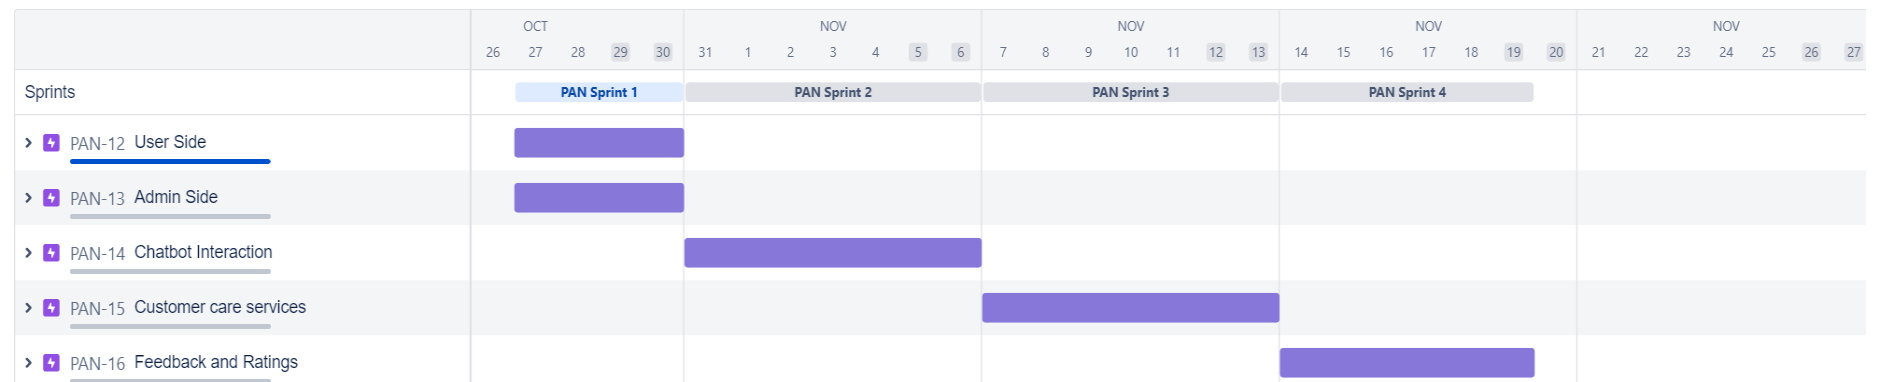 OCT NOV NOV NOV NOV
26 27 28 29 30 31 1 2 3 4 5 6 7 8 9 10 11 12 13 14 15 16 17 18 19 20 21 22 23 24 25 26 27
Sprints PAN Sprint 1 PAN Sprint 2 PAN Sprint 3 PAN Sprint 4
PAN-12 User Side
PAN-13 Admin Side
PAN-14 Chatbot Interaction
PAN-15 Customer care services
PAN-16 Feedback and Ratings